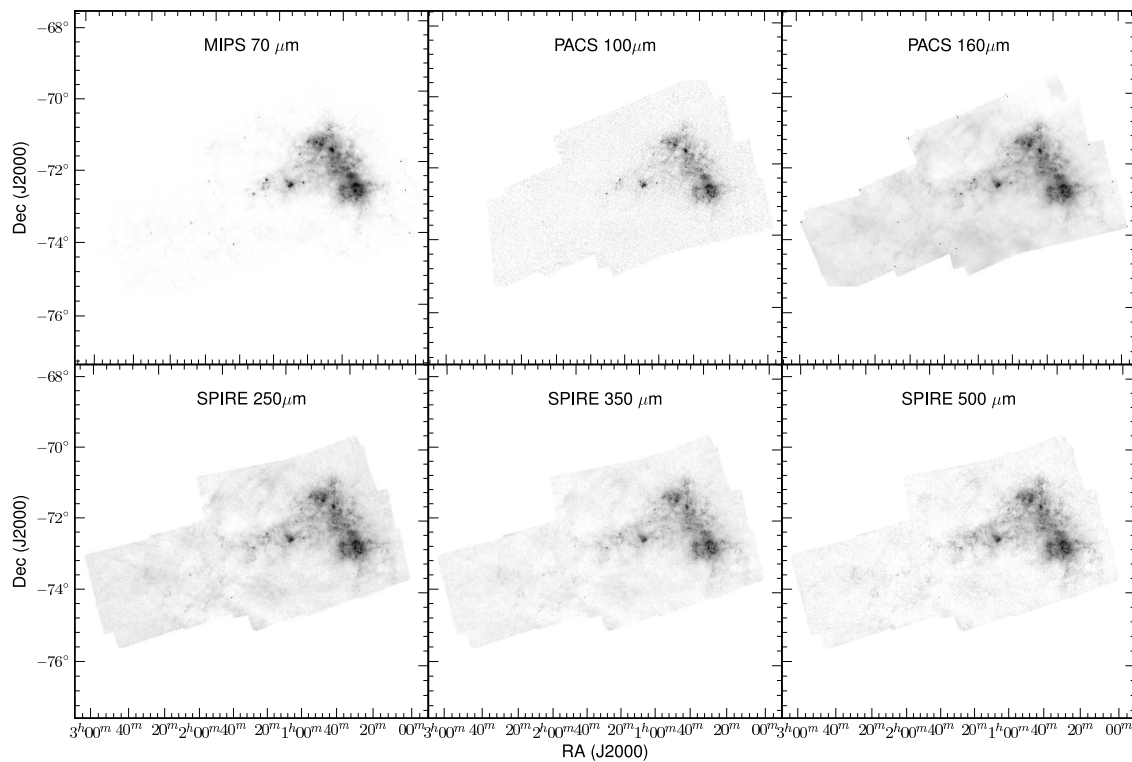 MIPS 70 μm
PACS 100μm
PACS 160μm
−68°
−70°
−72°
−74°
−76°
Dec (J2000)
SPIRE 250μm
SPIRE 350 μm
SPIRE 500 μm
−68°
−70°
−72°
−74°
−76°
Dec (J2000)
3h00m 40m 20m 2h00m 40m 20m 1h00m 40m 20m 00m
3h00m 40m 20m 2h00m 40m 20m 1h00m 40m 20m 00m
3h00m 40m 20m 2h00m 40m 20m 1h00m 40m 20m 00m
RA (J2000)